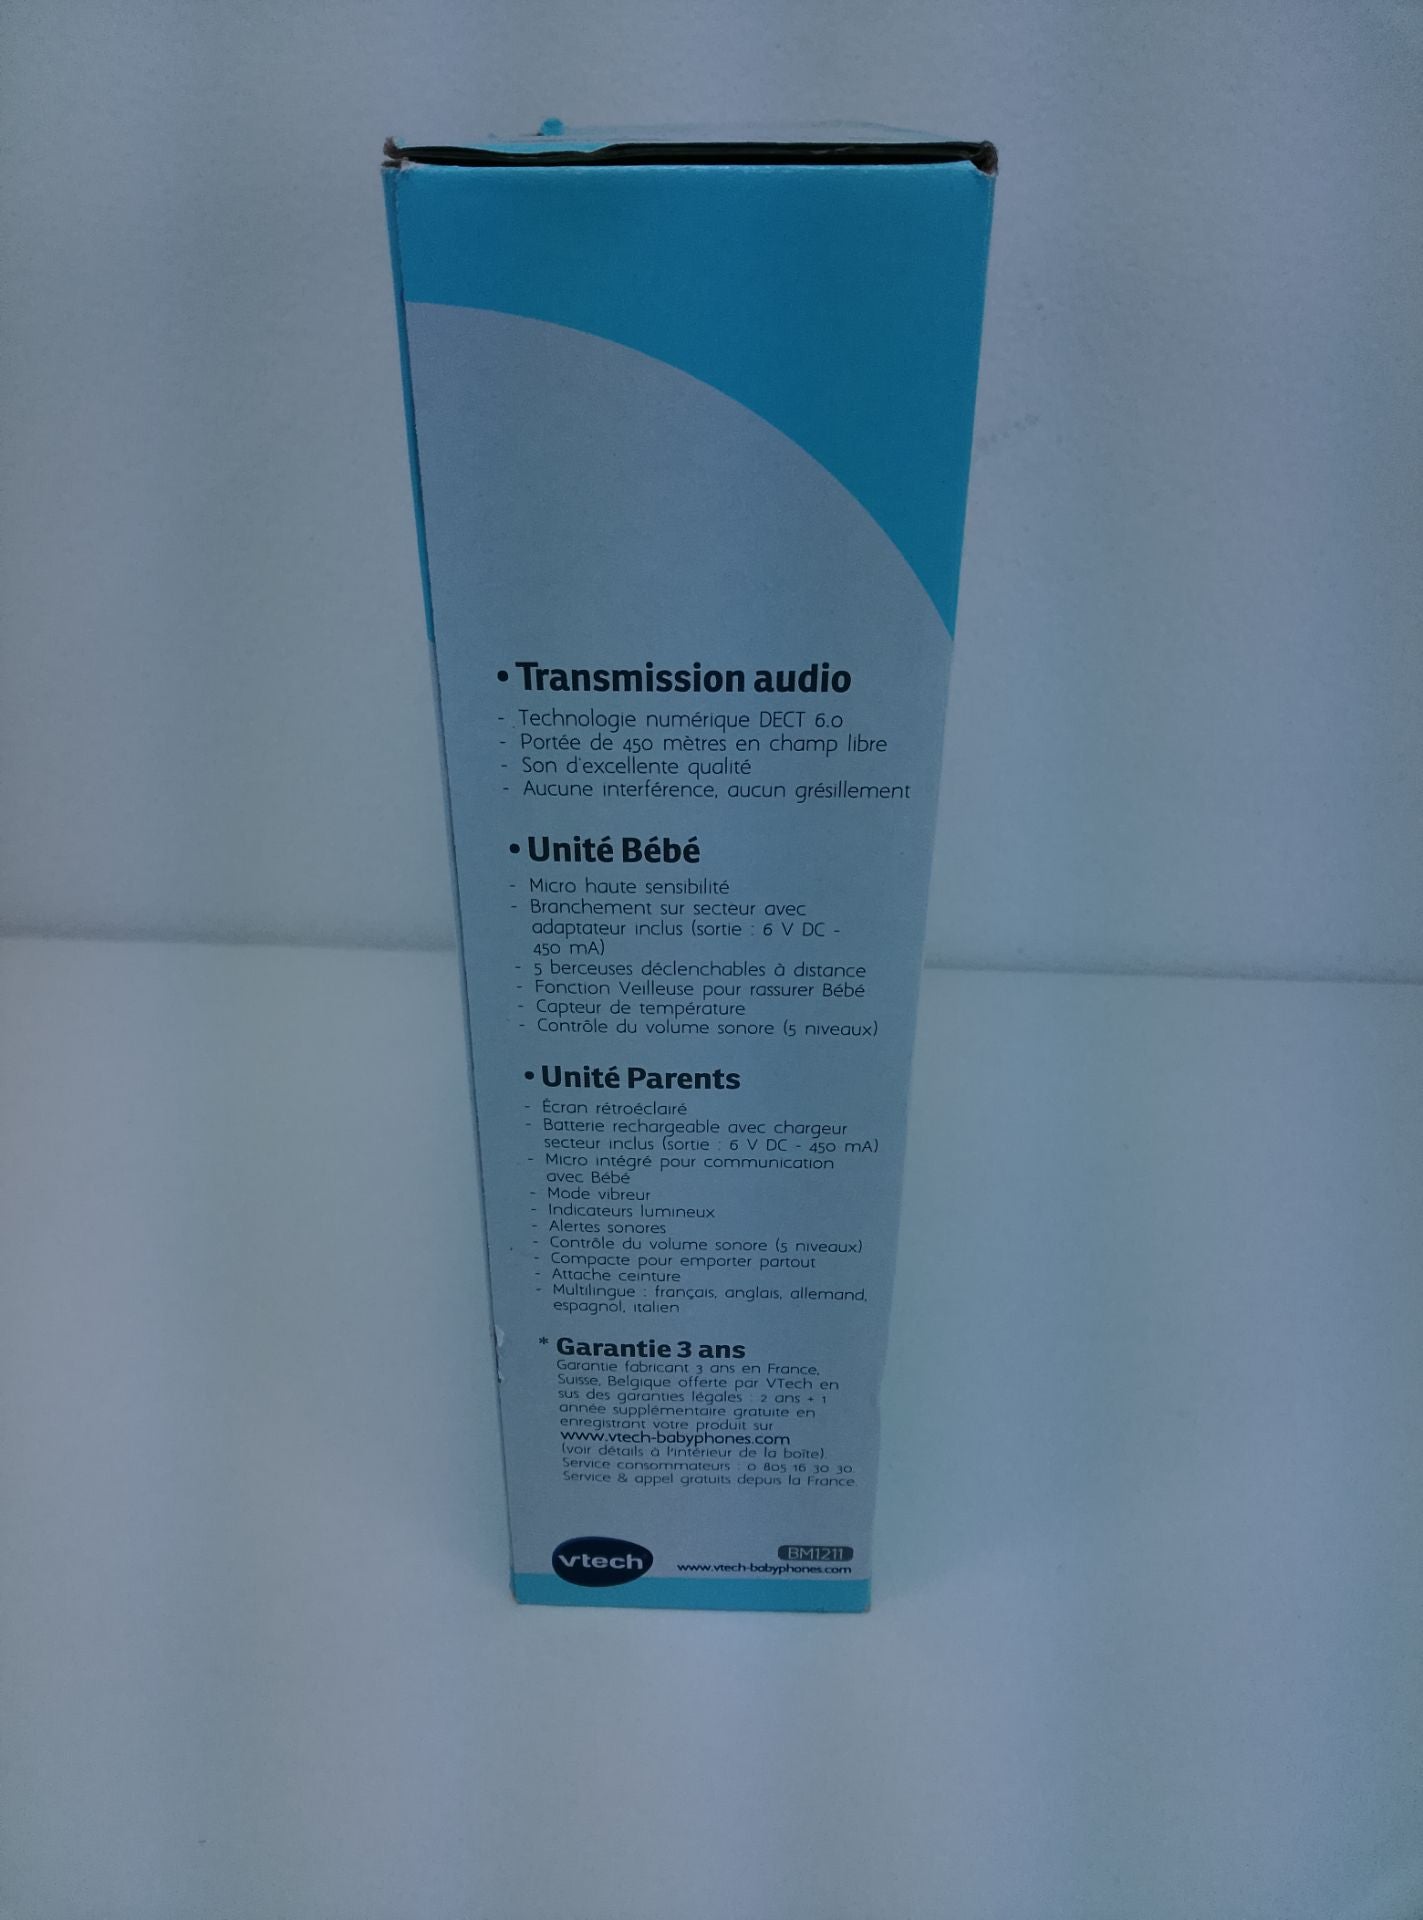 • Transmission audio
- Technologie numérique DECT 6.0
- Portée de 450 mètres en champ libre
- Son d'excellente qualité
- Aucune interférence, aucun grésillement
• Unité Bébé
- Micro haute sensibilité
- Branchement sur secteur avec
adaptateur inclus (sortie : 6 V DC -
450 mA)
- 5 berceuses déclenchables à distance
- Fonction Veilleuse pour rassurer Bébé
- Capteur de température
- Contrôle du volume sonore (5 niveaux)
• Unité Parents
- Écran rétroéclairé
- Batterie rechargeable avec chargeur
secteur inclus (sortie : 6 V DC - 450 mA)
- Micro intégré pour communication
avec Bébé
- Mode vibreur
- Indicateurs lumineux
- Alertes sonores
- Contrôle du volume sonore (5 niveaux)
- Compacte pour emporter partout
- Attache ceinture
- Multilingue : français, anglais, allemand,
espagnol, italien
* Garantie 3 ans
Garantie fabricant 3 ans en France,
Suisse, Belgique offerte par VTech en
sus des garanties légales : 2 ans + 1
année supplémentaire gratuite en
enregistrant votre produit sur
www.vtech-babyphones.com
(voir détails à l'intérieur de la boîte).
Service consommateurs : 0 805 16 30 30.
Service & appel gratuits depuis la France.
vtech
BM1211
www.vtech-babyphones.com